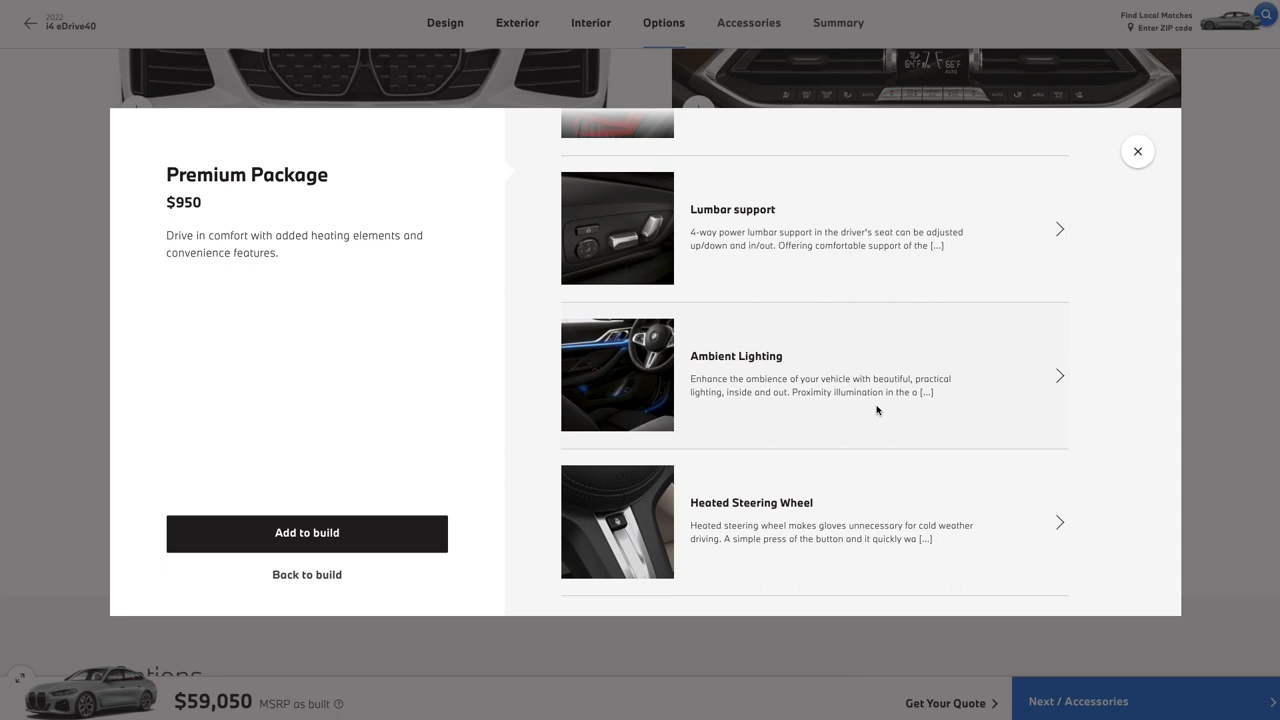 2022
i4 eDrive40
Design
Exterior
Interior
Options
Accessories
Summary
Find Local Matches
Enter ZIP code
64°F
66°F
AUTO
Premium Package
$950
Drive in comfort with added heating elements and
convenience features.
Add to build
Back to build
Lumbar support
4-way power lumbar support in the driver's seat can be adjusted
up/down and in/out. Offering comfortable support of the [...]
Ambient Lighting
Enhance the ambience of your vehicle with beautiful, practical
lighting, inside and out. Proximity illumination in the o [...]
Heated Steering Wheel
Heated steering wheel makes gloves unnecessary for cold weather
driving. A simple press of the button and it quickly wa [...]
$59,050 MSRP as built
Get Your Quote
Next / Accessories